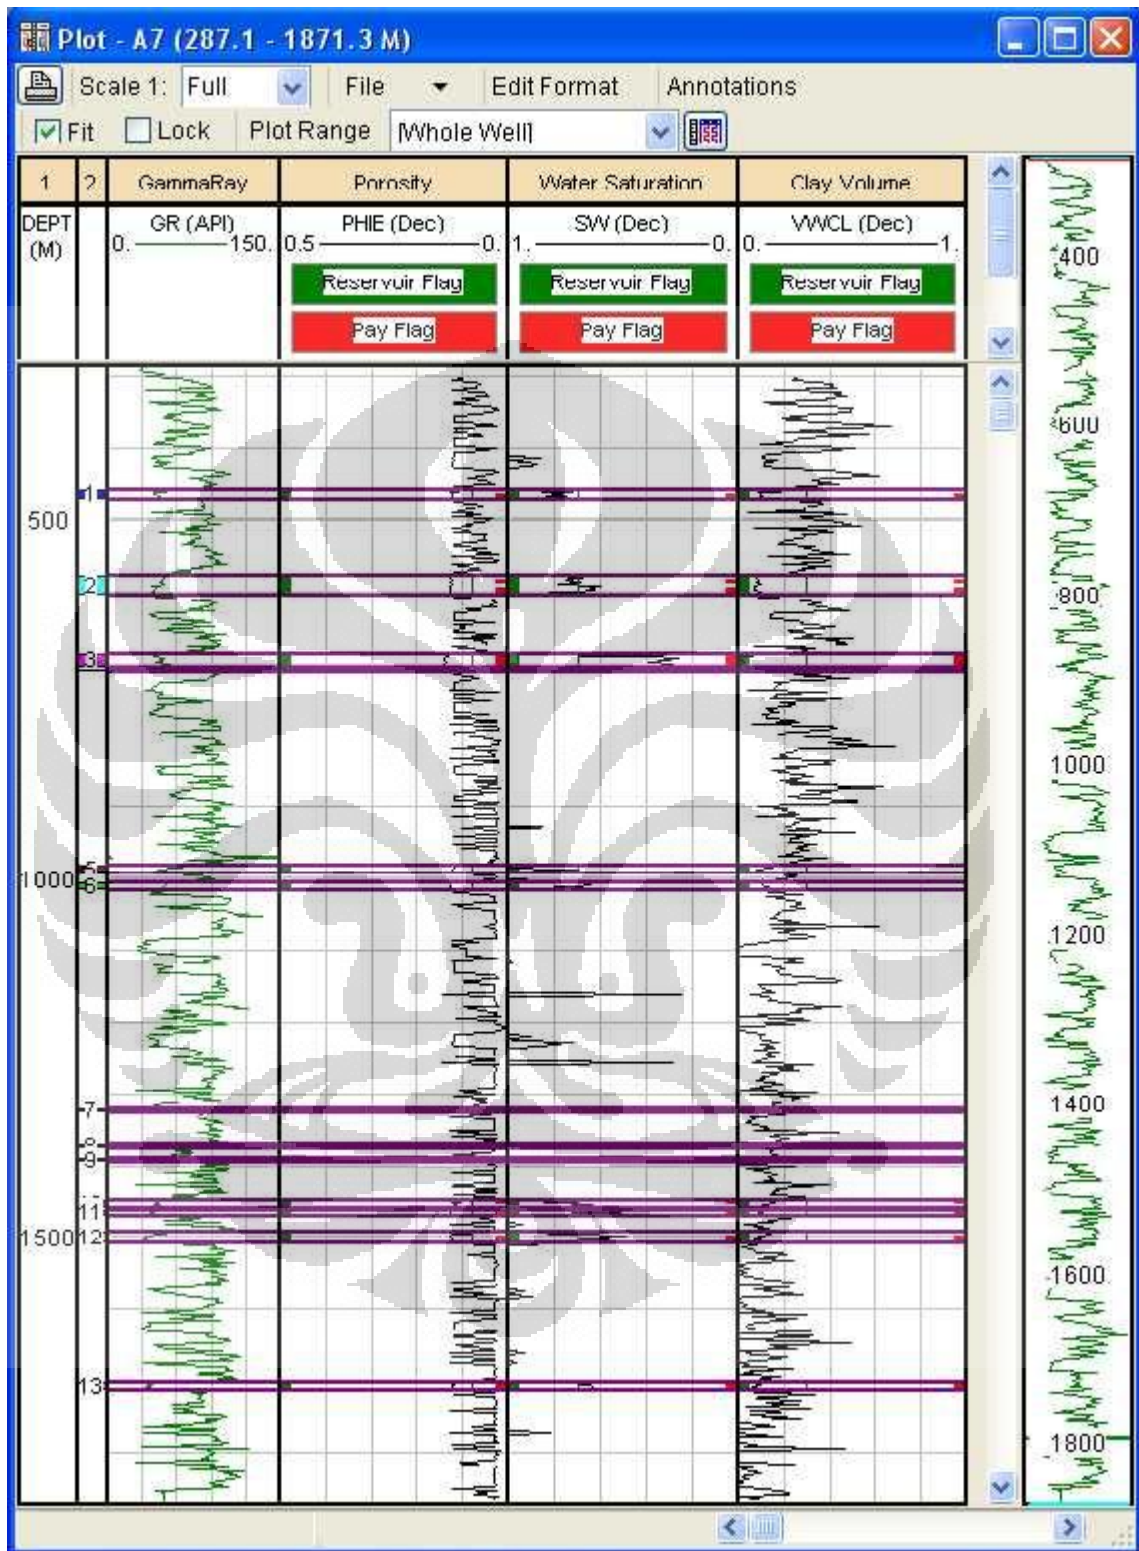 Plot - A7 (287.1 - 1871.3 M)
Scale 1: Full File Edit Format Annotations
Fit Lock Plot Range [Whole Well]
1 2 GammaRay Porosity Water Saturation Clay Volume
DEPT (M) GR (API) PHIE (Dec) SW (Dec) VWCL (Dec)
0. 150. 0.5 0. 1. 0. 0. 1.
Reservoir Flag Reservoir Flag Reservoir Flag
Pay Flag Pay Flag Pay Flag
400
600
1
500
2
800
3
1000
5
1000
6
1200
7
1400
8
9
11
1500 12
1600
13
1800